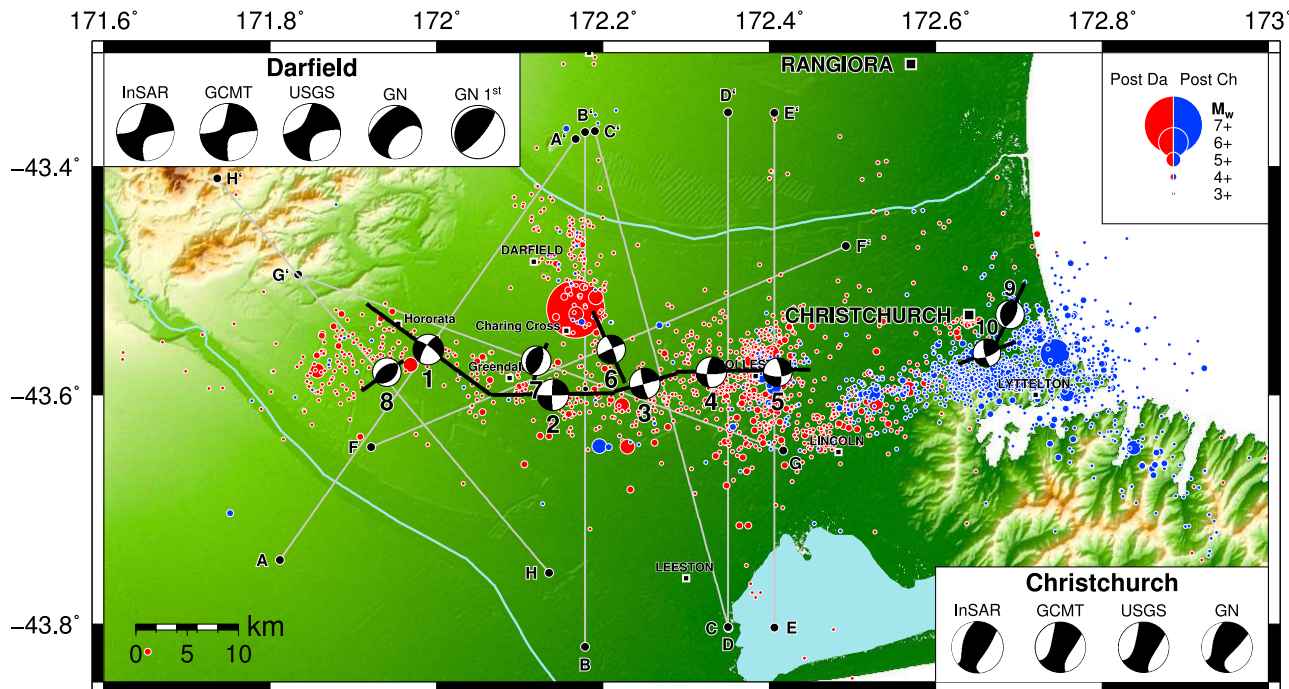 171.6° 171.8° 172° 172.2° 172.4° 172.6° 172.8° 173°
−43.4°
−43.6°
−43.8°
Darfield
InSAR GCMT USGS GN GN 1st
RANGIORA
Post Da Post Ch
Mw
7+
6+
5+
4+
3+
D‘ E‘
B‘
A‘ C‘
H‘
G‘
F‘
DARFIELD
Hororata
Charing Cross
CHRISTCHURCH
9
10
1
8
7
6
2
3
4
5
LYTTELTON
LINCOLN
F
G
A
H
LEESTON
C
D
E
B
km
0 10
Christchurch
InSAR GCMT USGS GN